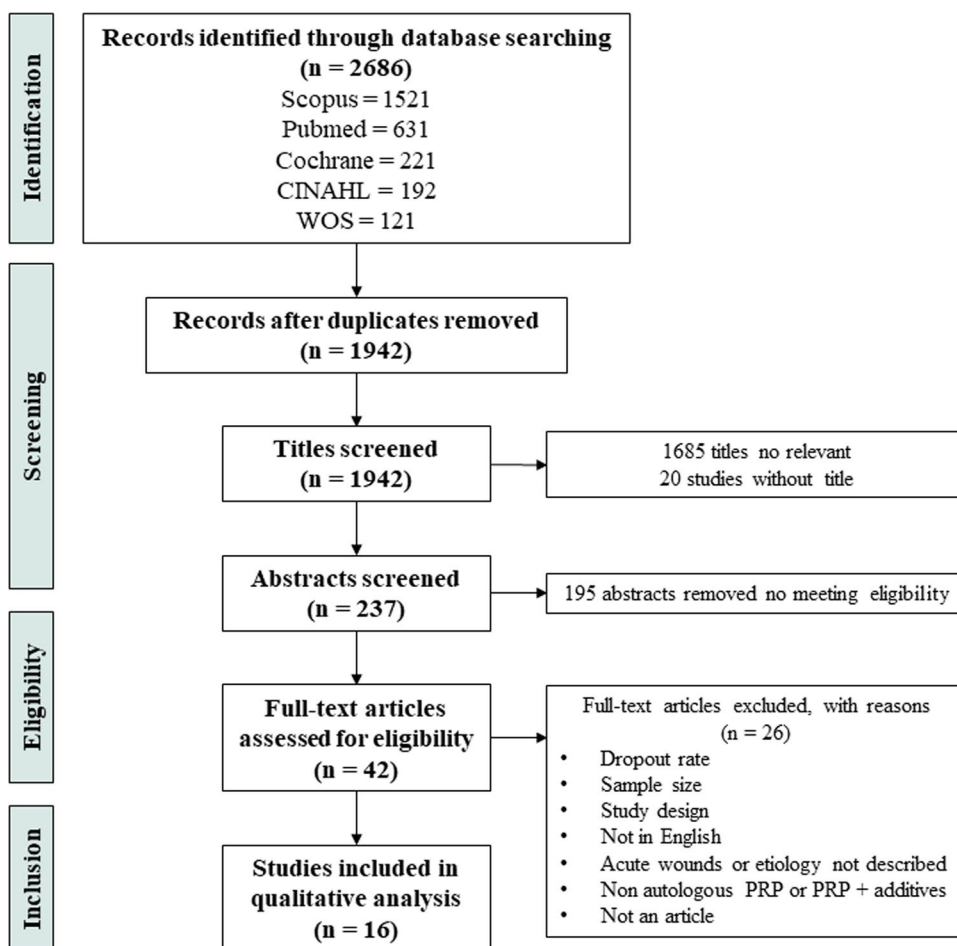 Identification
Records identified through database searching
(n = 2686)
Scopus = 1521
Pubmed = 631
Cochrane = 221
CINAHL = 192
WOS = 121
Screening
Records after duplicates removed
(n = 1942)
Titles screened
(n = 1942)
1685 titles no relevant
20 studies without title
Abstracts screened
(n = 237)
195 abstracts removed no meeting eligibility
Eligibility
Full-text articles
assessed for eligibility
(n = 42)
Full-text articles excluded, with reasons
(n = 26)
• Dropout rate
• Sample size
• Study design
• Not in English
• Acute wounds or etiology not described
• Non autologous PRP or PRP + additives
• Not an article
Inclusion
Studies included in
qualitative analysis
(n = 16)